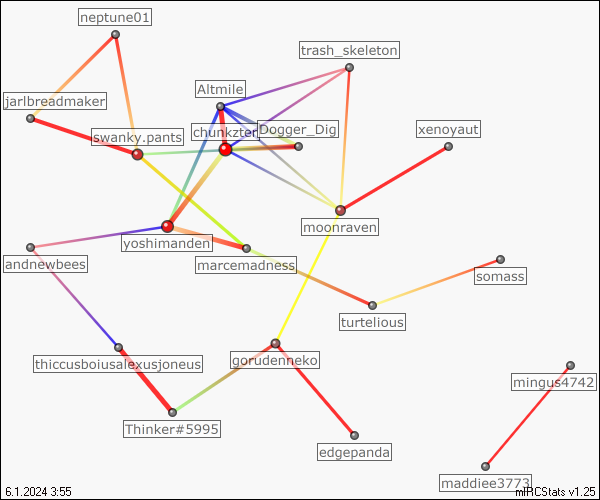 neptune01
trash_skeleton
Altmile
jarlbreadmaker
swanky.pants
chunkzter
Dogger_Dig
xenoyaut
moonraven
yoshimanden
andnewbees
marcemadness
somass
turtelious
thiccusboiusalexusjoneus
gorudenneko
mingus4742
Thinker#5995
edgepanda
maddiee3773
6.1.2024 3:55
mIRCStats v1.25